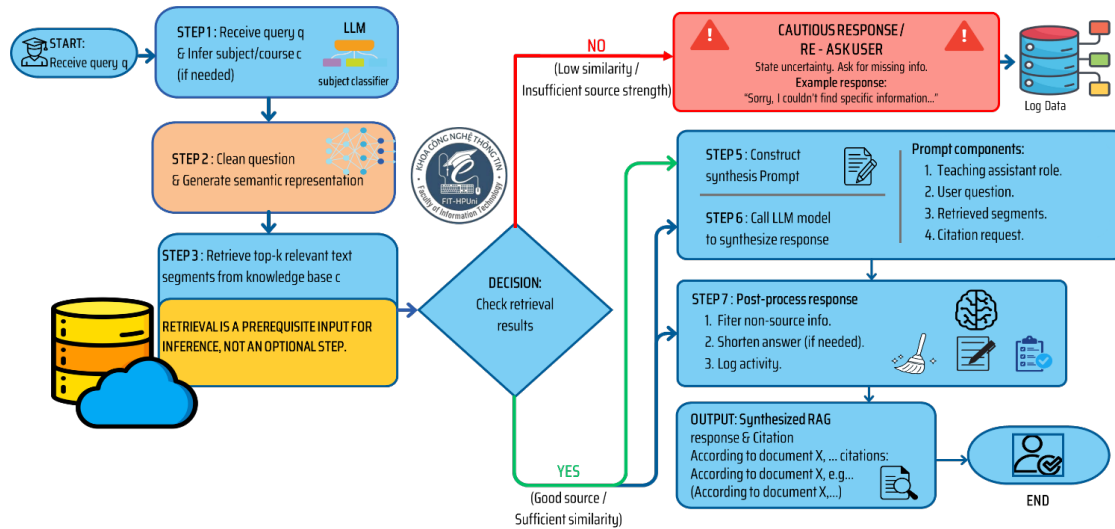 START:
Receive query q
STEP 1 : Receive query q
& Infer subject/course c
(if needed)
LLM
subject classifier
STEP 2 : Clean question
& Generate semantic representation
STEP 3 : Retrieve top-k relevant text
segments from knowledge base c
RETRIEVAL IS A PREREQUISITE INPUT FOR
INFERENCE, NOT AN OPTIONAL STEP.
KHOA CÔNG NGHỆ THÔNG TIN
FIT-HPUni
Faculty of Information Technology
DECISION:
Check retrieval
results
NO
(Low similarity /
Insufficient source strength)
CAUTIOUS RESPONSE /
RE - ASK USER
State uncertainty. Ask for missing info.
Example response:
"Sorry, I couldn't find specific information..."
Log Data
YES
(Good source /
Sufficient similarity)
STEP 5 : Construct
synthesis Prompt
STEP 6 : Call LLM model
to synthesize response
Prompt components:
1. Teaching assistant role.
2. User question.
3. Retrieved segments.
4. Citation request.
STEP 7 : Post-process response
1. Fiter non-source info.
2. Shorten answer (if needed).
3. Log activity.
OUTPUT: Synthesized RAG
response & Citation
According to document X, ... citations:
According to document X, e.g...
(According to document X,...)
END